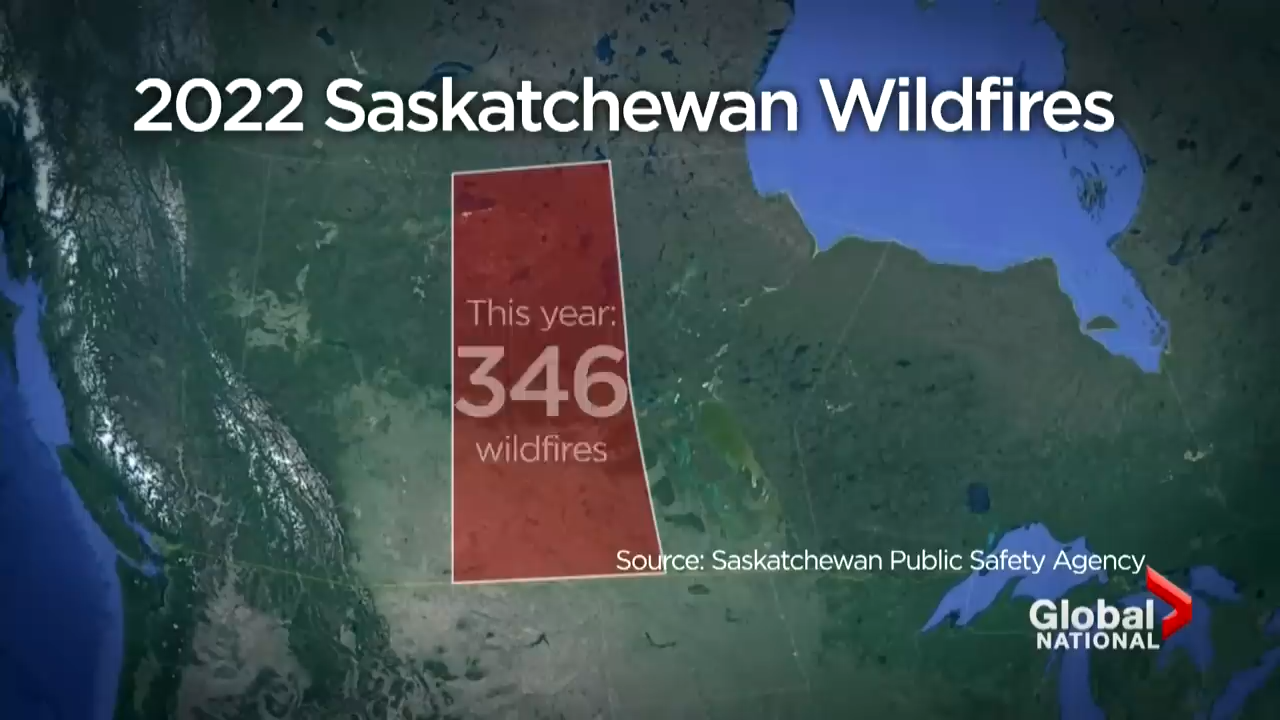 2022 Saskatchewan Wildfires
This year:
346
wildfires
Source: Saskatchewan Public Safety Agency
Global
NATIONAL